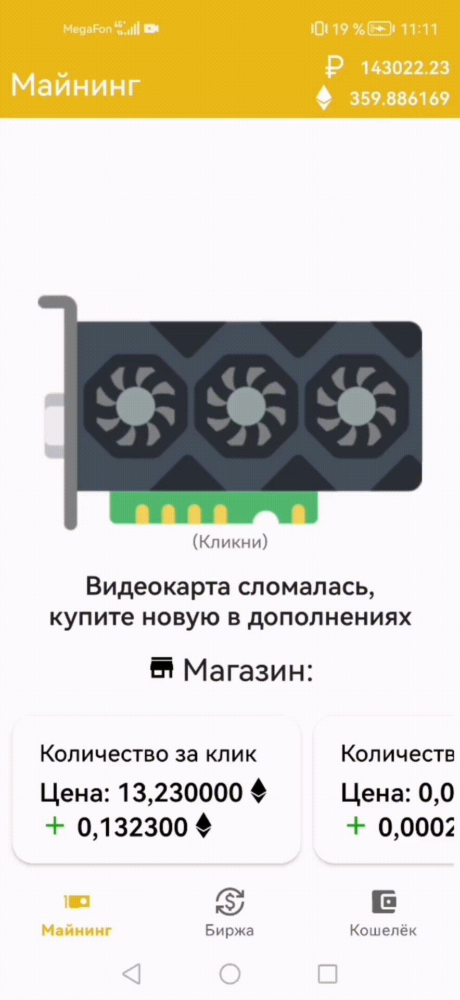 MegaFon 4G+ 19 % 11:11
Майнинг
₽ 143022.23
359.886169
(Кликни)
Видеокарта сломалась,
купите новую в дополнениях
Магазин:
Количество за клик
Цена: 13,230000
+ 0,132300
Количеств
Цена: 0,0
+ 0,0002
Майнинг
Биржа
Кошелёк